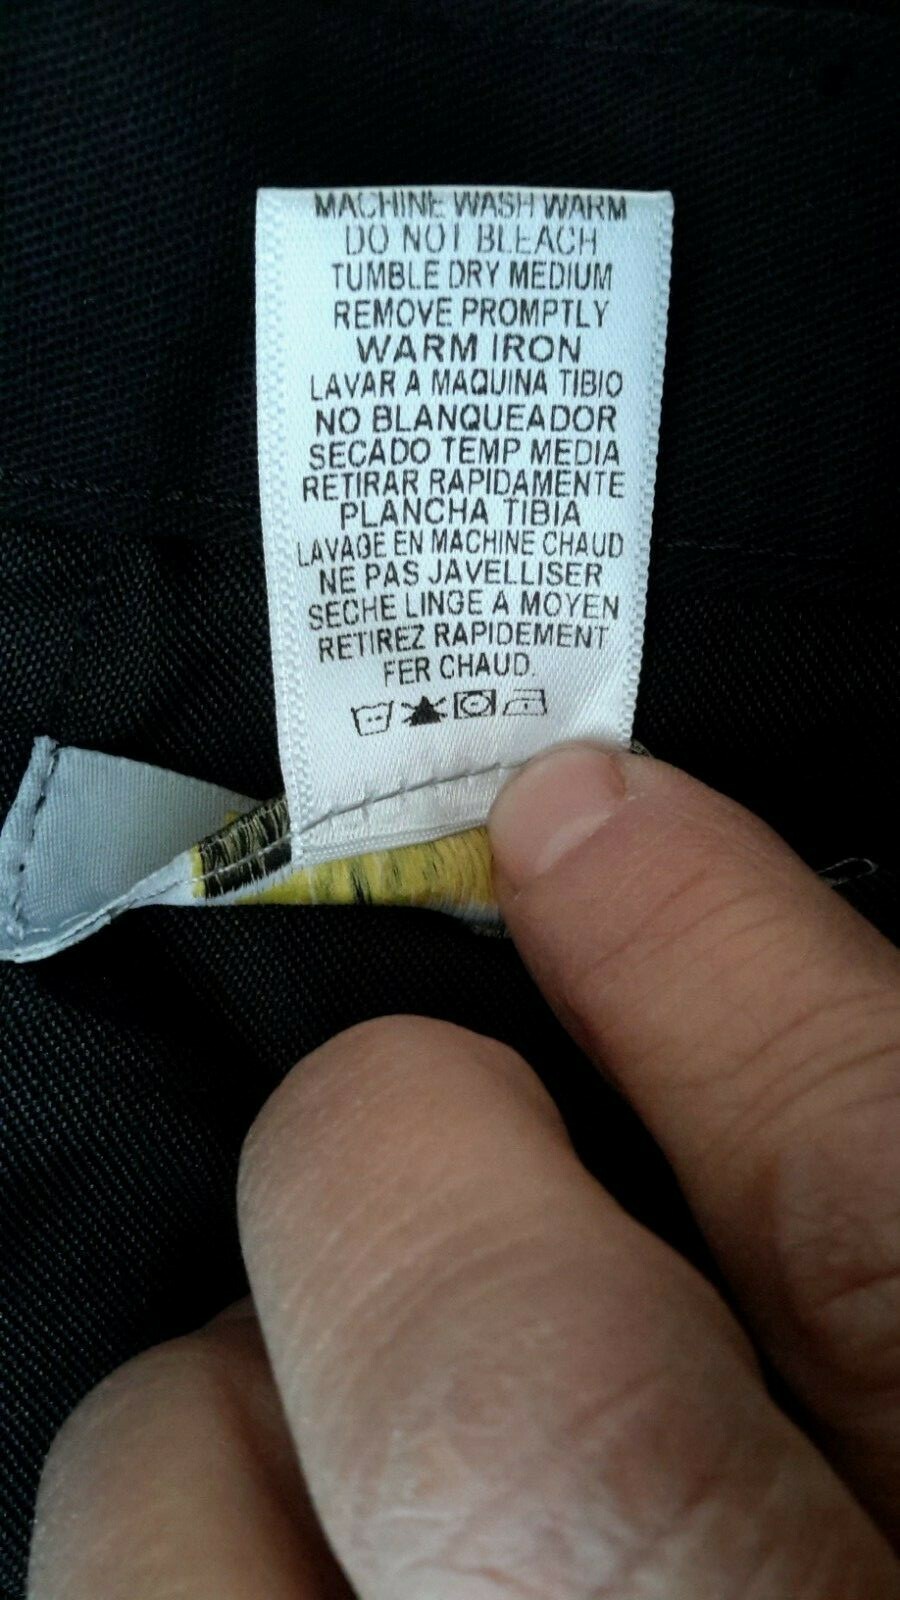 MACHINE WASH WARM
DO NOT BLEACH
TUMBLE DRY MEDIUM
REMOVE PROMPTLY
WARM IRON
LAVAR A MAQUINA TIBIO
NO BLANQUEADOR
SECADO TEMP MEDIA
RETIRAR RAPIDAMENTE
PLANCHA TIBIA
LAVAGE EN MACHINE CHAUD
NE PAS JAVELLISER
SECHE LINGE A MOYEN
RETIREZ RAPIDEMENT
FER CHAUD.